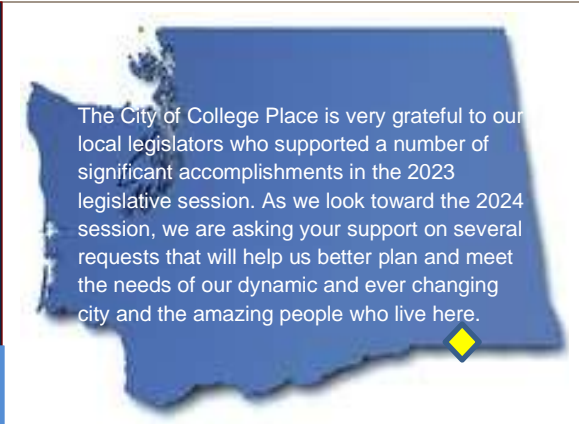 The City of College Place is very grateful to our
local legislators who supported a number of
significant accomplishments in the 2023
legislative session. As we look toward the 2024
session, we are asking your support on several
requests that will help us better plan and meet
the needs of our dynamic and ever changing
city and the amazing people who live here.